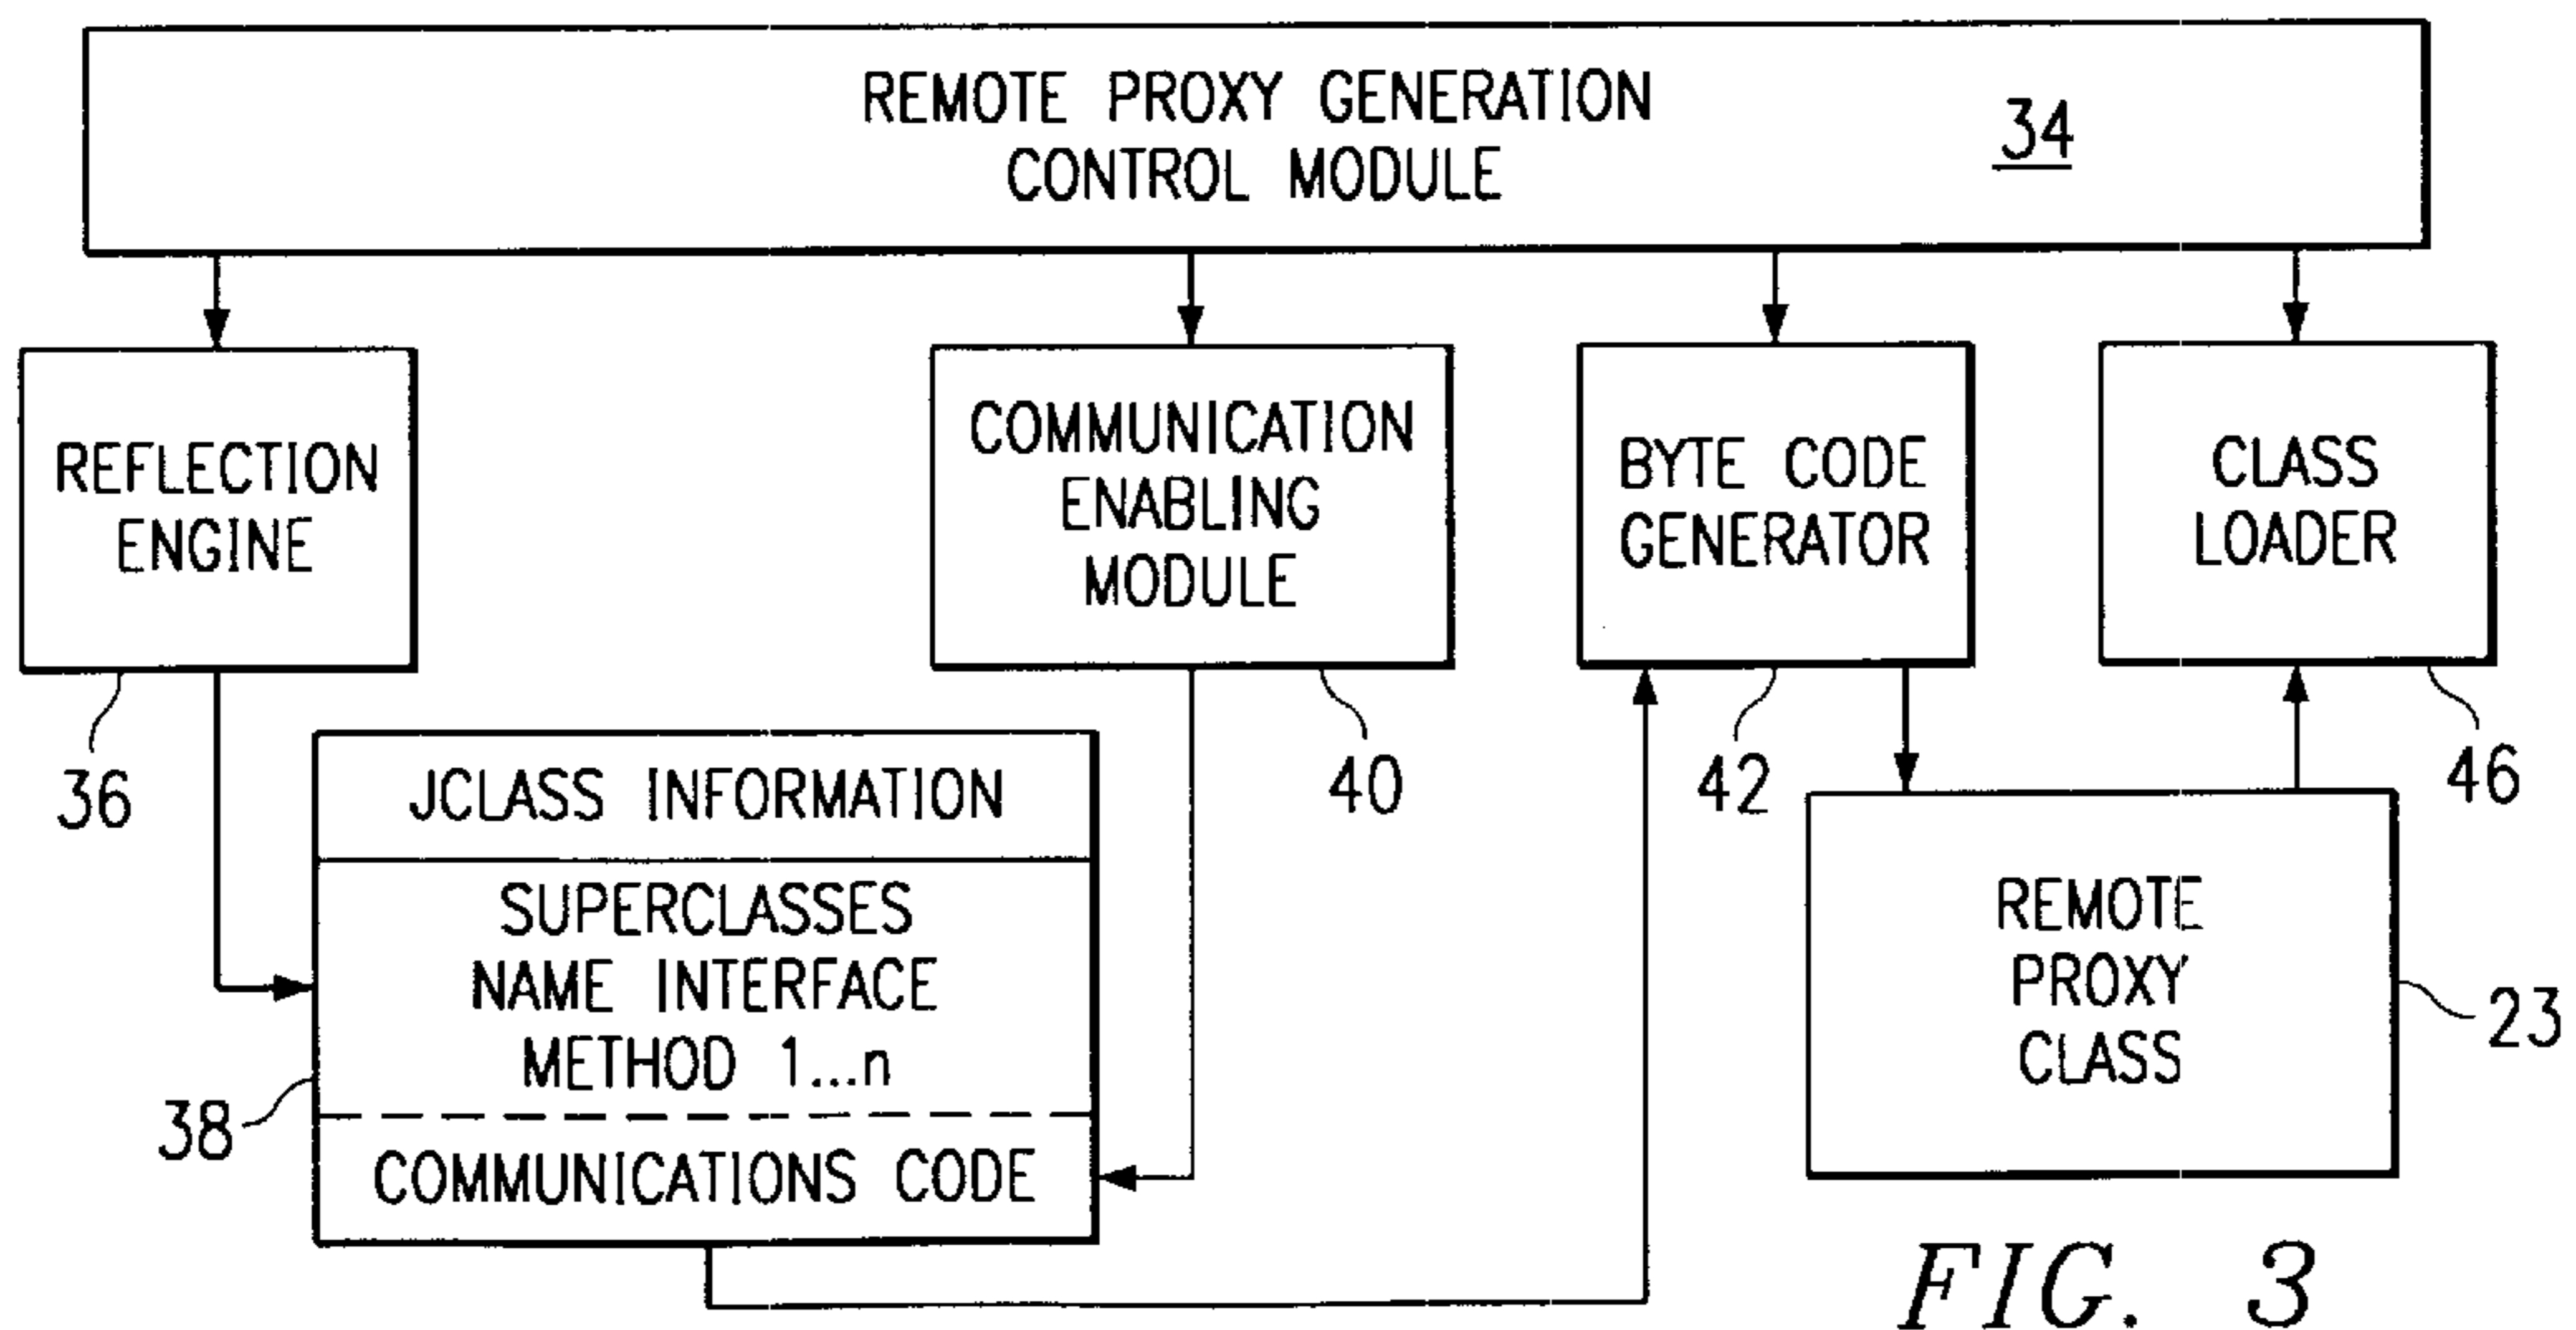 REMOTE PROXY GENERATION
CONTROL MODULE
34
REFLECTION
ENGINE
COMMUNICATION
ENABLING
MODULE
BYTE CODE
GENERATOR
CLASS
LOADER
36
40
42
46
JCLASS INFORMATION
SUPERCLASSES
NAME INTERFACE
METHOD 1...n
COMMUNICATIONS CODE
38
REMOTE
PROXY
CLASS
23
FIG. 3